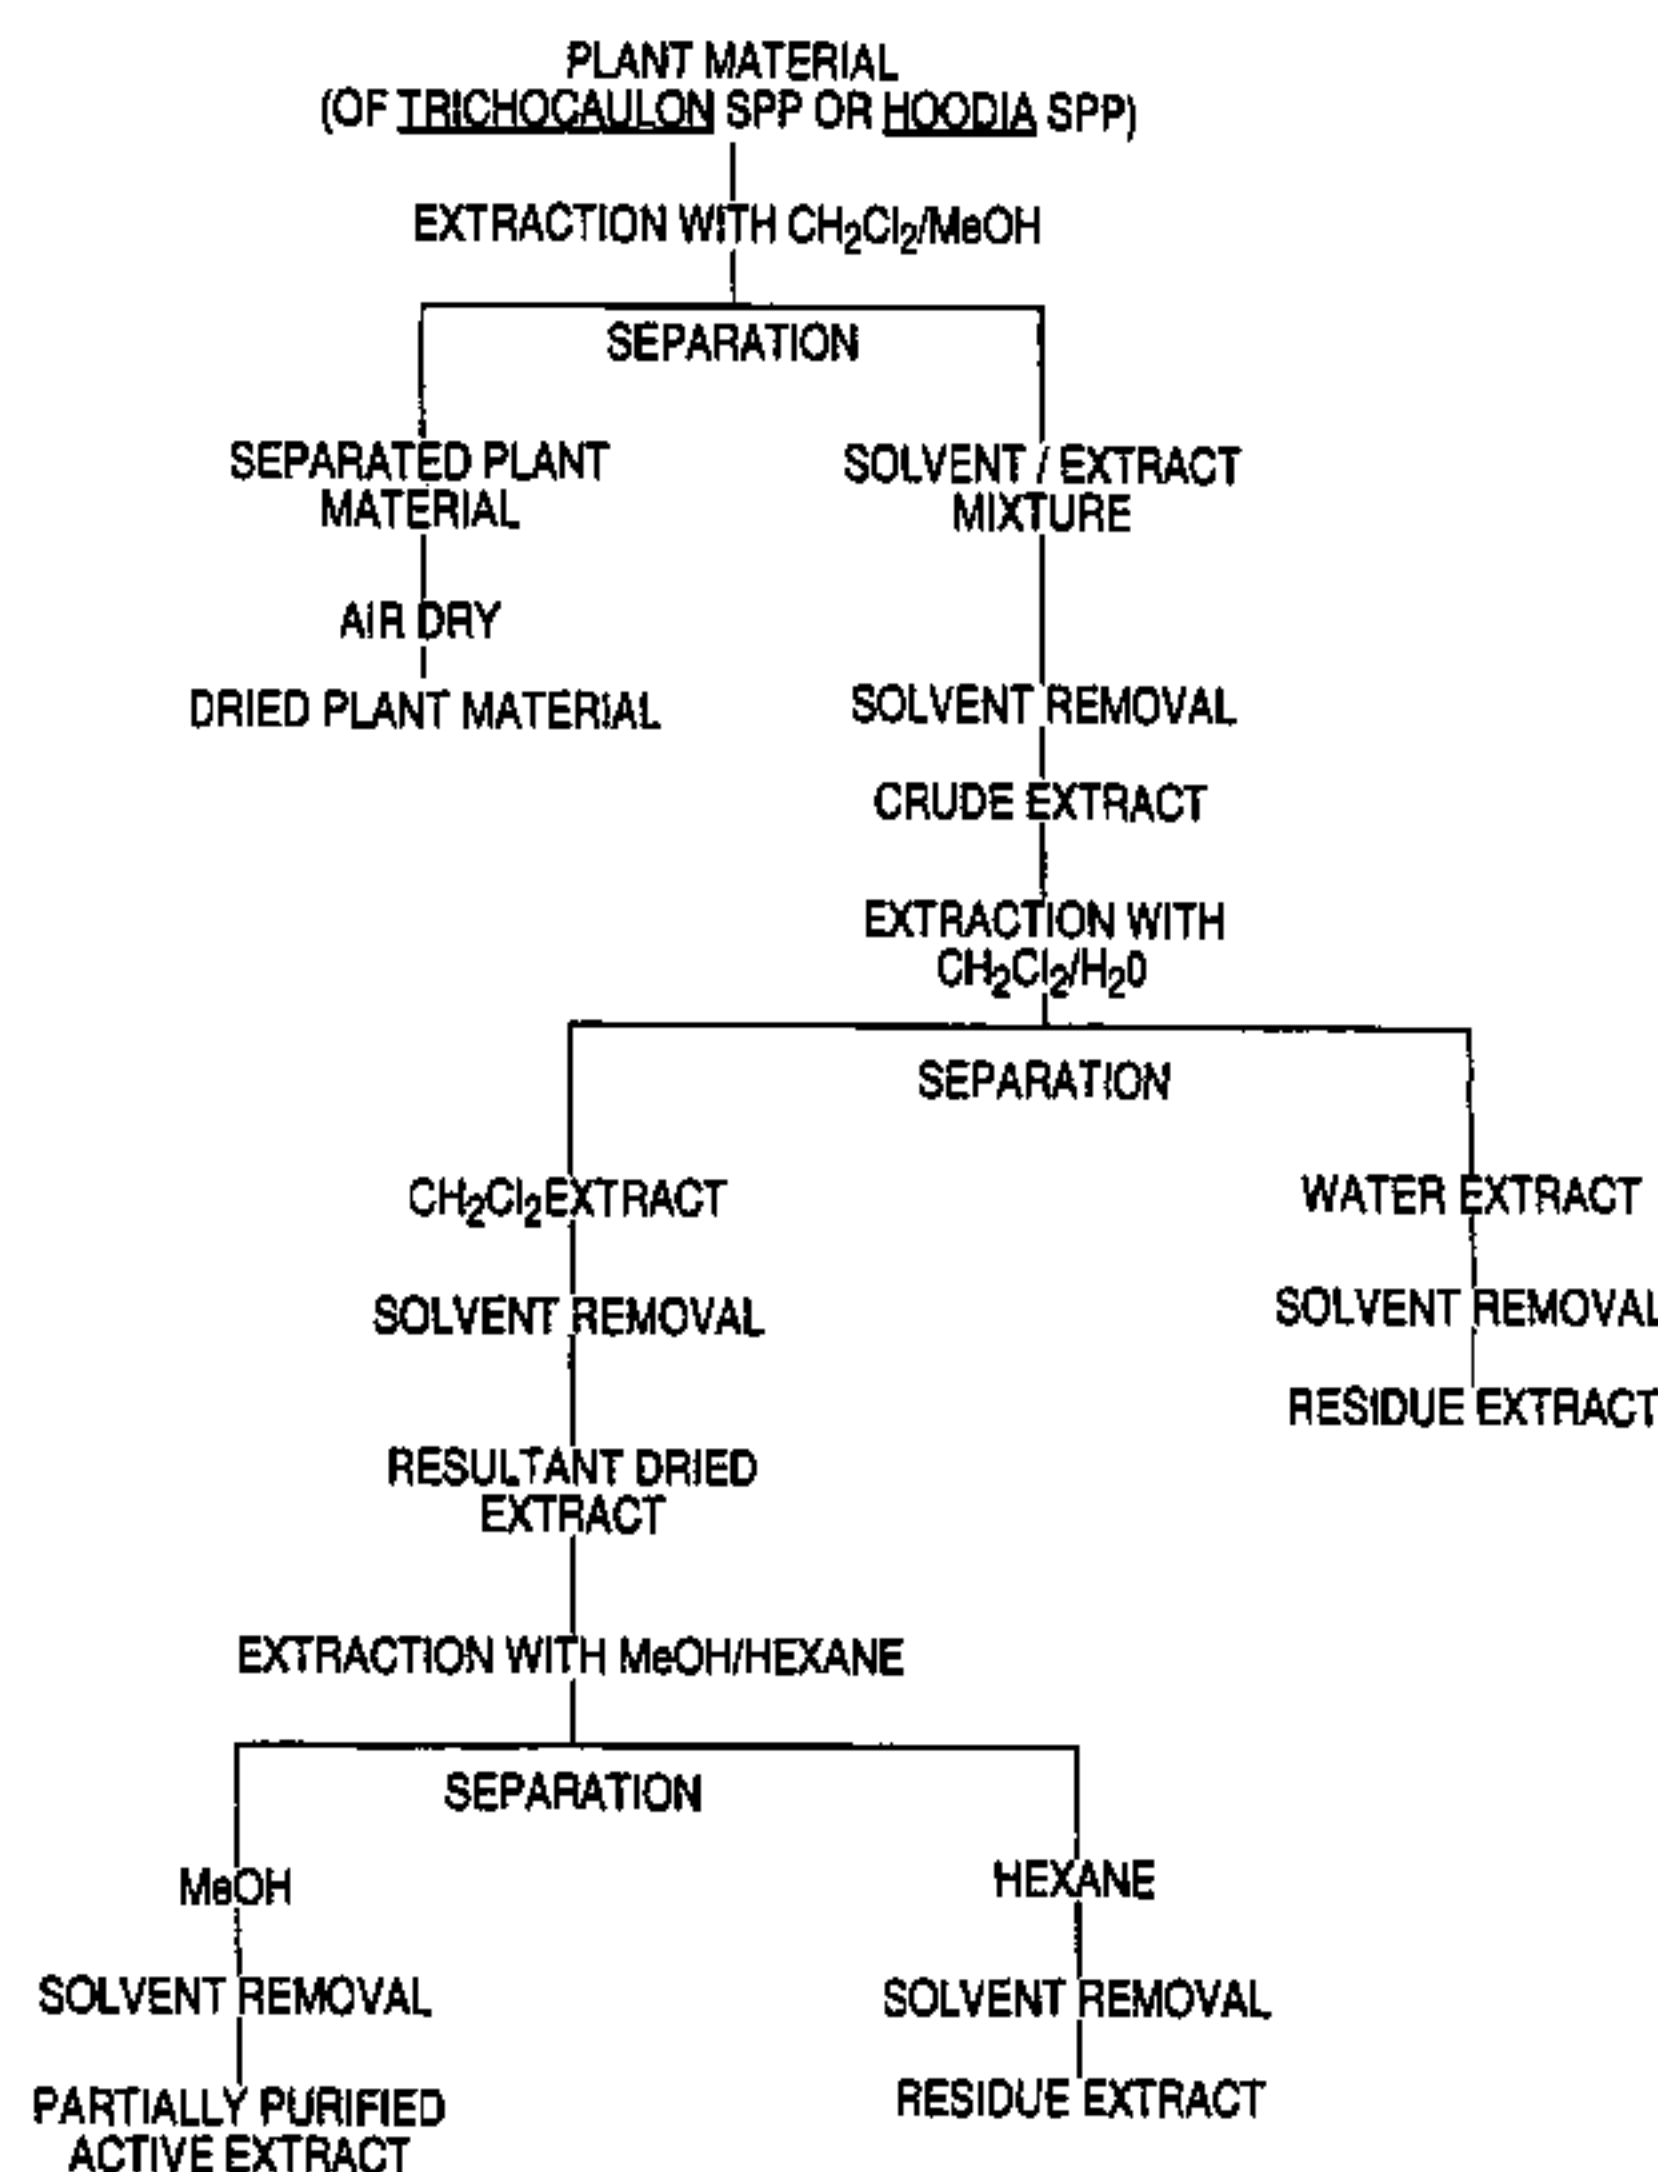 PLANT MATERIAL
(OF TRICHOCAULON SPP OR HOODIA SPP)
EXTRACTION WITH CH₂Cl₂/MeOH
SEPARATION
SEPARATED PLANT
MATERIAL
AIR DRY
DRIED PLANT MATERIAL
SOLVENT / EXTRACT
MIXTURE
SOLVENT REMOVAL
CRUDE EXTRACT
EXTRACTION WITH
CH₂Cl₂/H₂0
SEPARATION
CH₂Cl₂EXTRACT
SOLVENT REMOVAL
RESULTANT DRIED
EXTRACT
WATER EXTRACT
SOLVENT REMOVAL
RESIDUE EXTRACT
EXTRACTION WITH MeOH/HEXANE
SEPARATION
MeOH
SOLVENT REMOVAL
PARTIALLY PURIFIED
ACTIVE EXTRACT
HEXANE
SOLVENT REMOVAL
RESIDUE EXTRACT